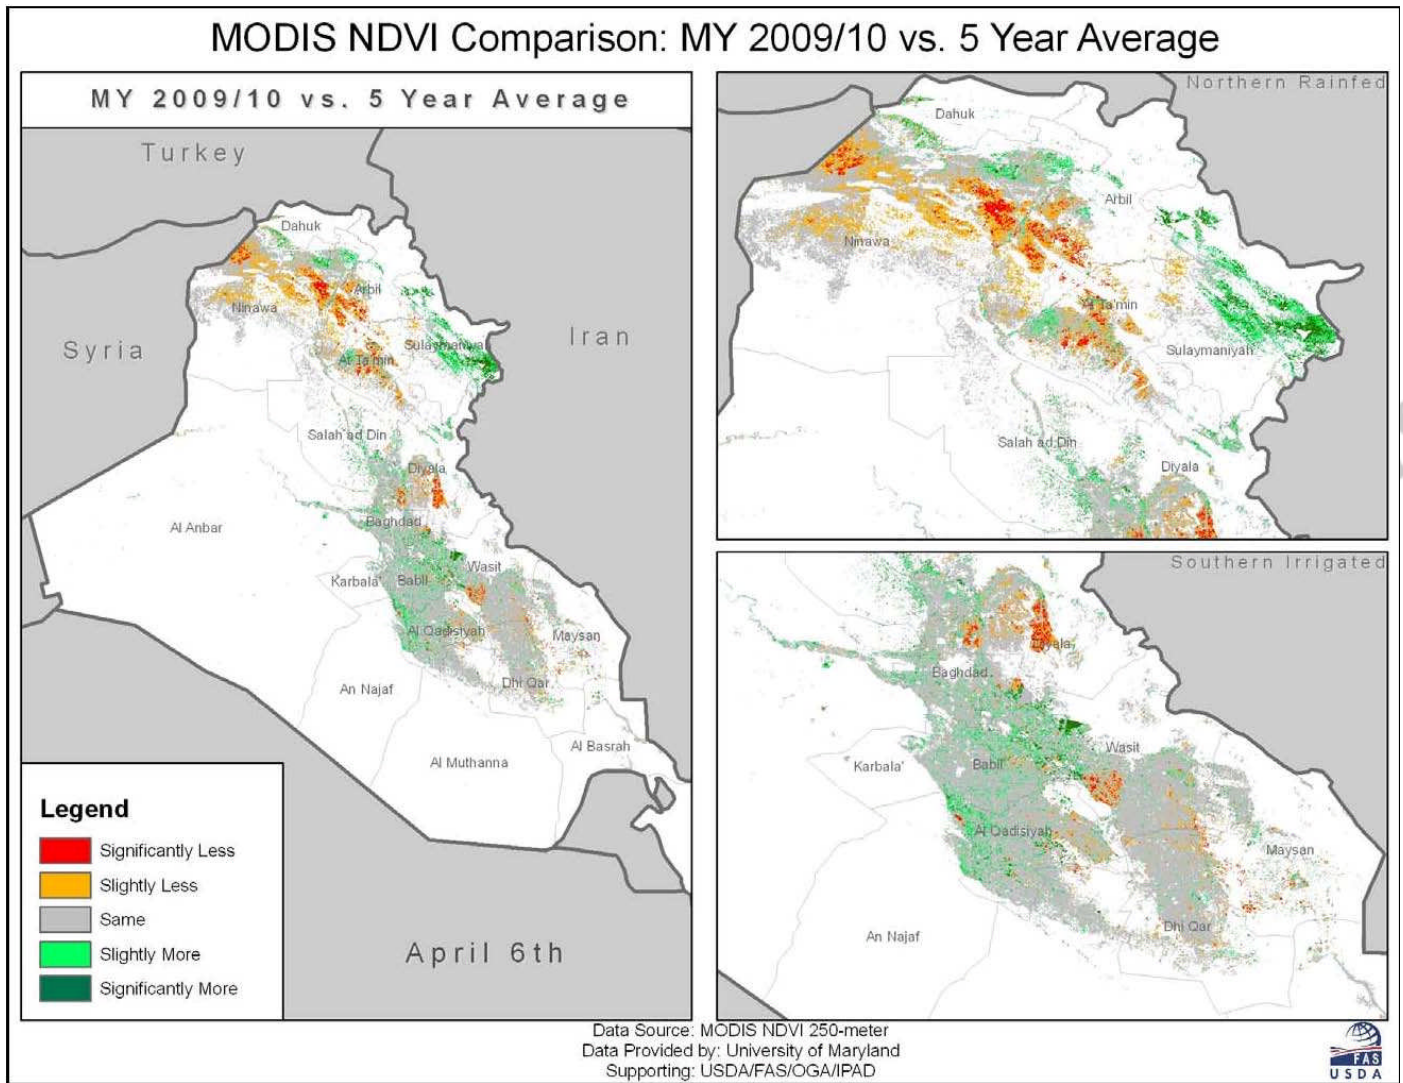 MODIS NDVI Comparison: MY 2009/10 vs. 5 Year Average
MY 2009/10 vs. 5 Year Average
Turkey
Syria
Iran
Dahuk
Ninawa
Arbil
Sulaymaniya
At Ta'min
Salah ad Din
Diyala
Al Anbar
Baghdad
Karbala'
Babil
Wasit
Al Qadisiyah
Maysan
An Najaf
Dhi Qar
Al Muthanna
Al Basrah
April 6th
Legend
Significantly Less
Slightly Less
Same
Slightly More
Significantly More
Northern Rainfed
Dahuk
Arbil
Ninawa
At Ta'min
Sulaymaniyah
Salah ad Din
Diyala
Southern Irrigated
Diyala
Baghdad
Wasit
Karbala'
Babil
Al Qadisiyah
Maysan
An Najaf
Dhi Qar
Data Source: MODIS NDVI 250-meter
Data Provided by: University of Maryland
Supporting: USDA/FAS/OGA/IPAD
FAS
USDA